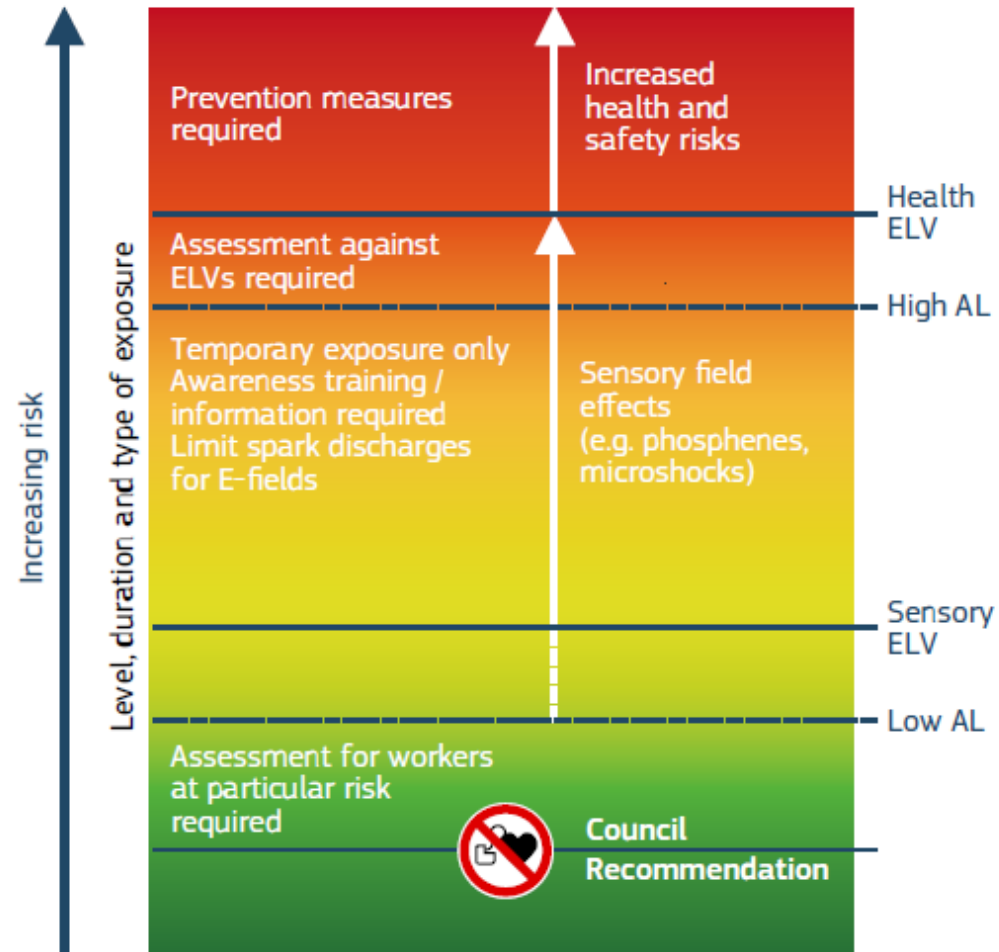 Increasing risk
Level, duration and type of exposure
Prevention measures
required
Increased
health and
safety risks
Health
ELV
Assessment against
ELVs required
High AL
Temporary exposure only
Awareness training /
information required
Limit spark discharges
for E-fields
Sensory field
effects
(e.g. phosphenes,
microshocks)
Sensory
ELV
Low AL
Assessment for workers
at particular risk
required
Council
Recommendation